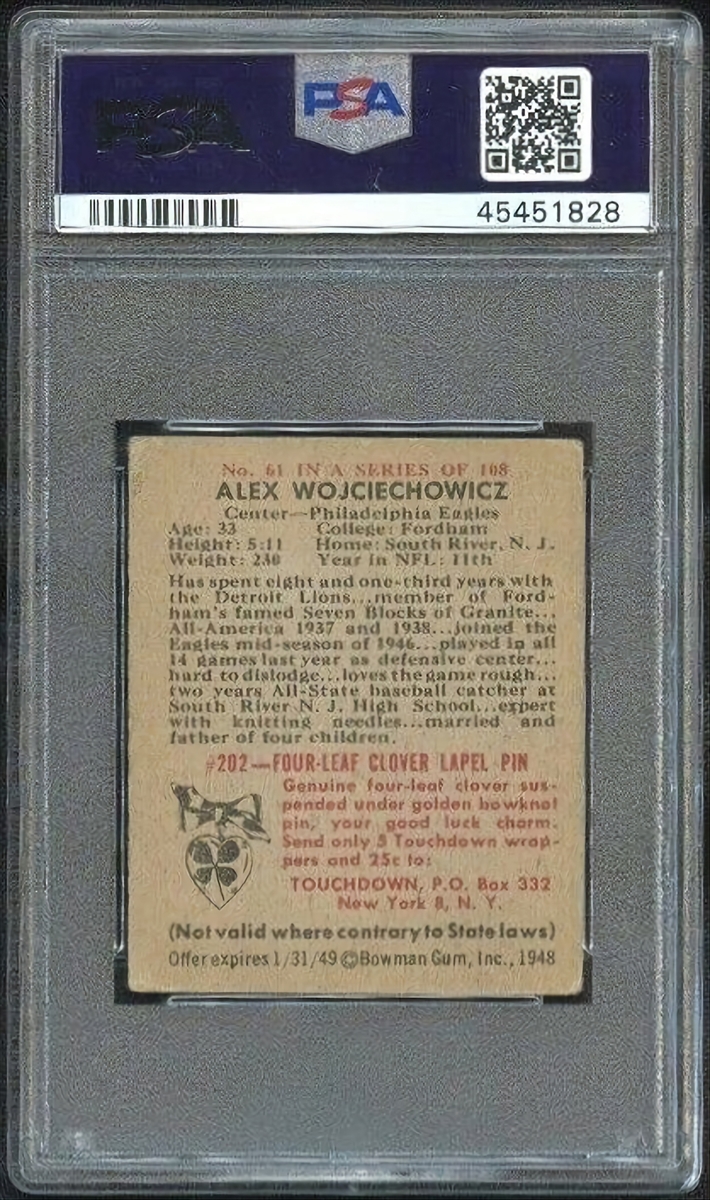 PSA
PSA
45451828
No. 61 IN A SERIES OF 108
ALEX WOJCIECHOWICZ
Center—Philadelphia Eagles
Age: 33 College: Fordham
Height: 5:11 Home: South River, N. J.
Weight: 230 Year in NFL: 11th
Has spent eight and one-third years with
the Detroit Lions...member of Ford-
ham's famed Seven Blocks of Granite...
All-America 1937 and 1938...joined the
Eagles mid-season of 1946...played in all
14 games last year as defensive center...
hard to dislodge...loves the game rough...
two years All-State baseball catcher at
South River N. J. High School...expert
with knitting needles...married and
father of four children.
#202—FOUR-LEAF CLOVER LAPEL PIN
Genuine four-leaf clover sus-
pended under golden bowknot
pin, your good luck charm.
Send only 5 Touchdown wrap-
pers and 25c to:
TOUCHDOWN, P.O. Box 332
New York 8, N. Y.
(Not valid where contrary to State laws)
Offer expires 1/31/49 ©Bowman Gum, Inc., 1948